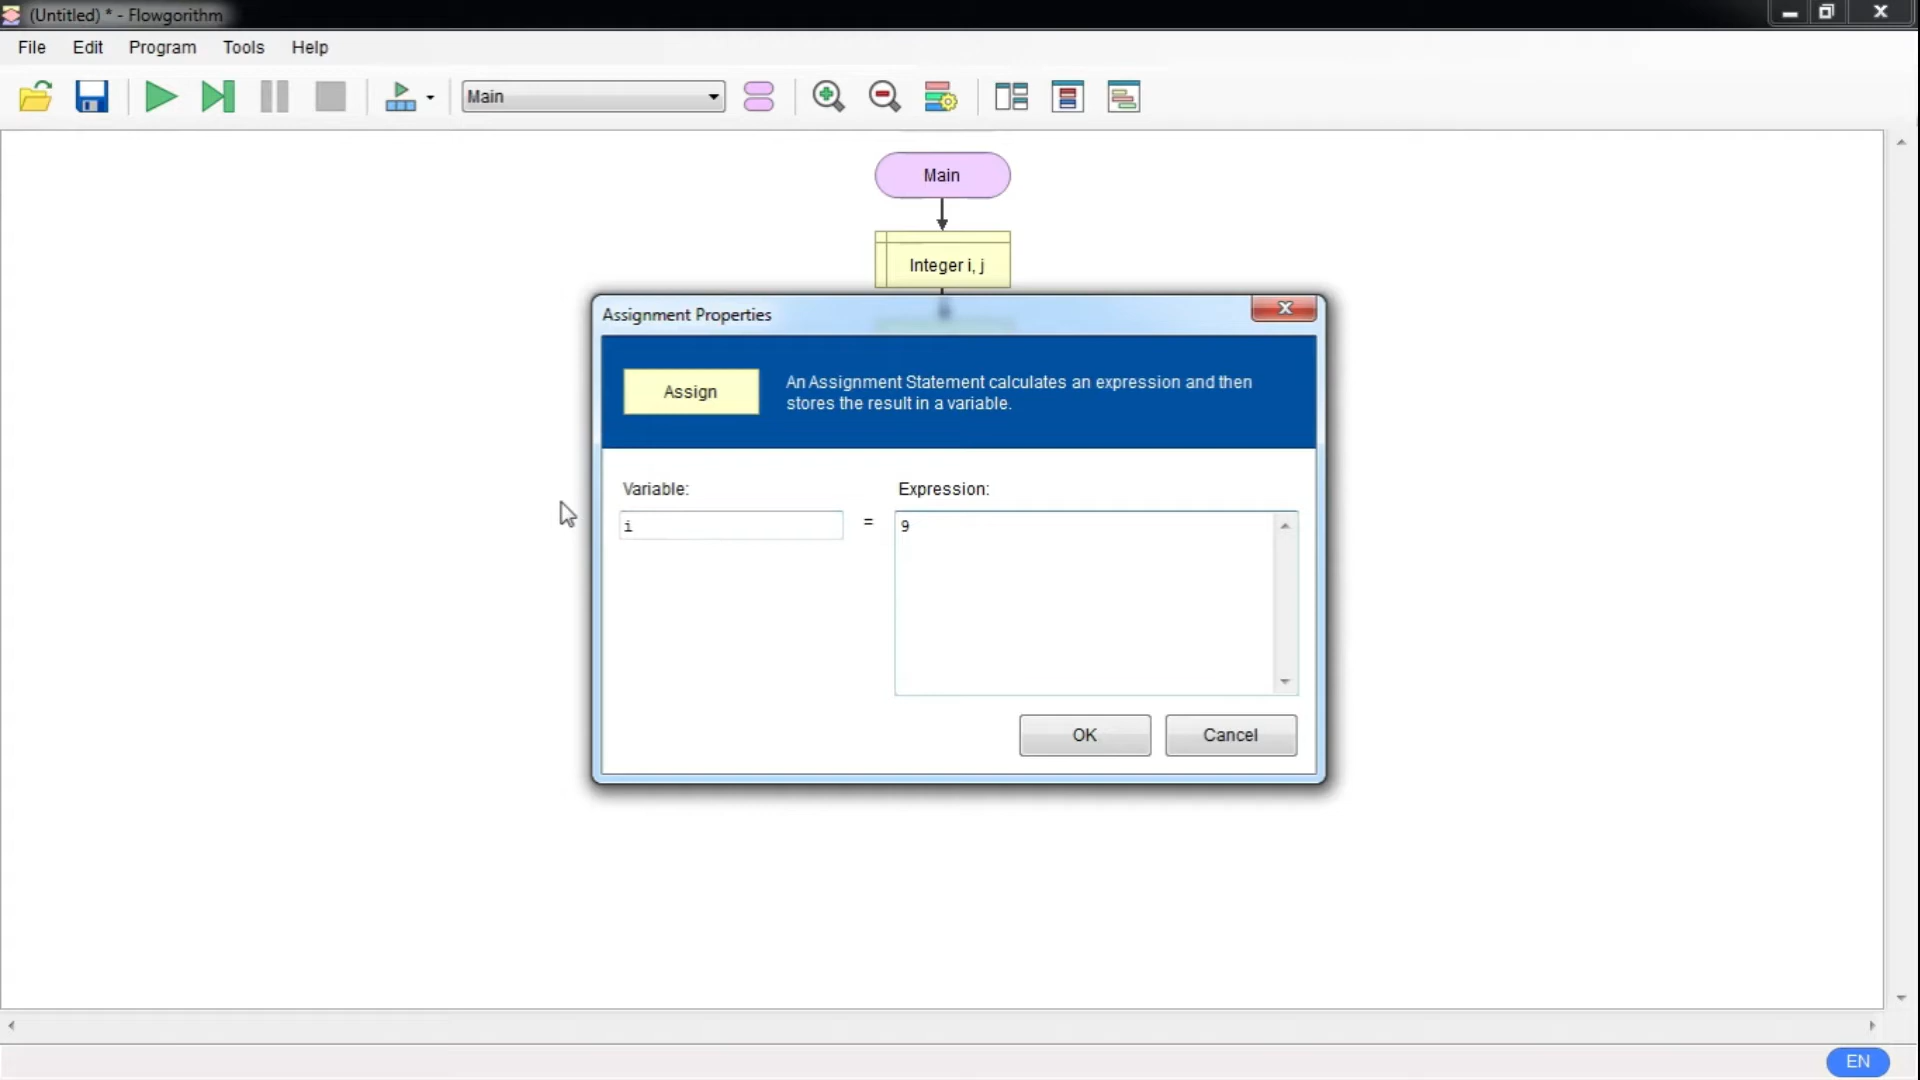 (Untitled) * - Flowgorithm
File Edit Program Tools Help
Main
Main
Integer i, j
Assignment Properties
Assign
An Assignment Statement calculates an expression and then
stores the result in a variable.
Variable: Expression:
i = 9
OK Cancel
EN